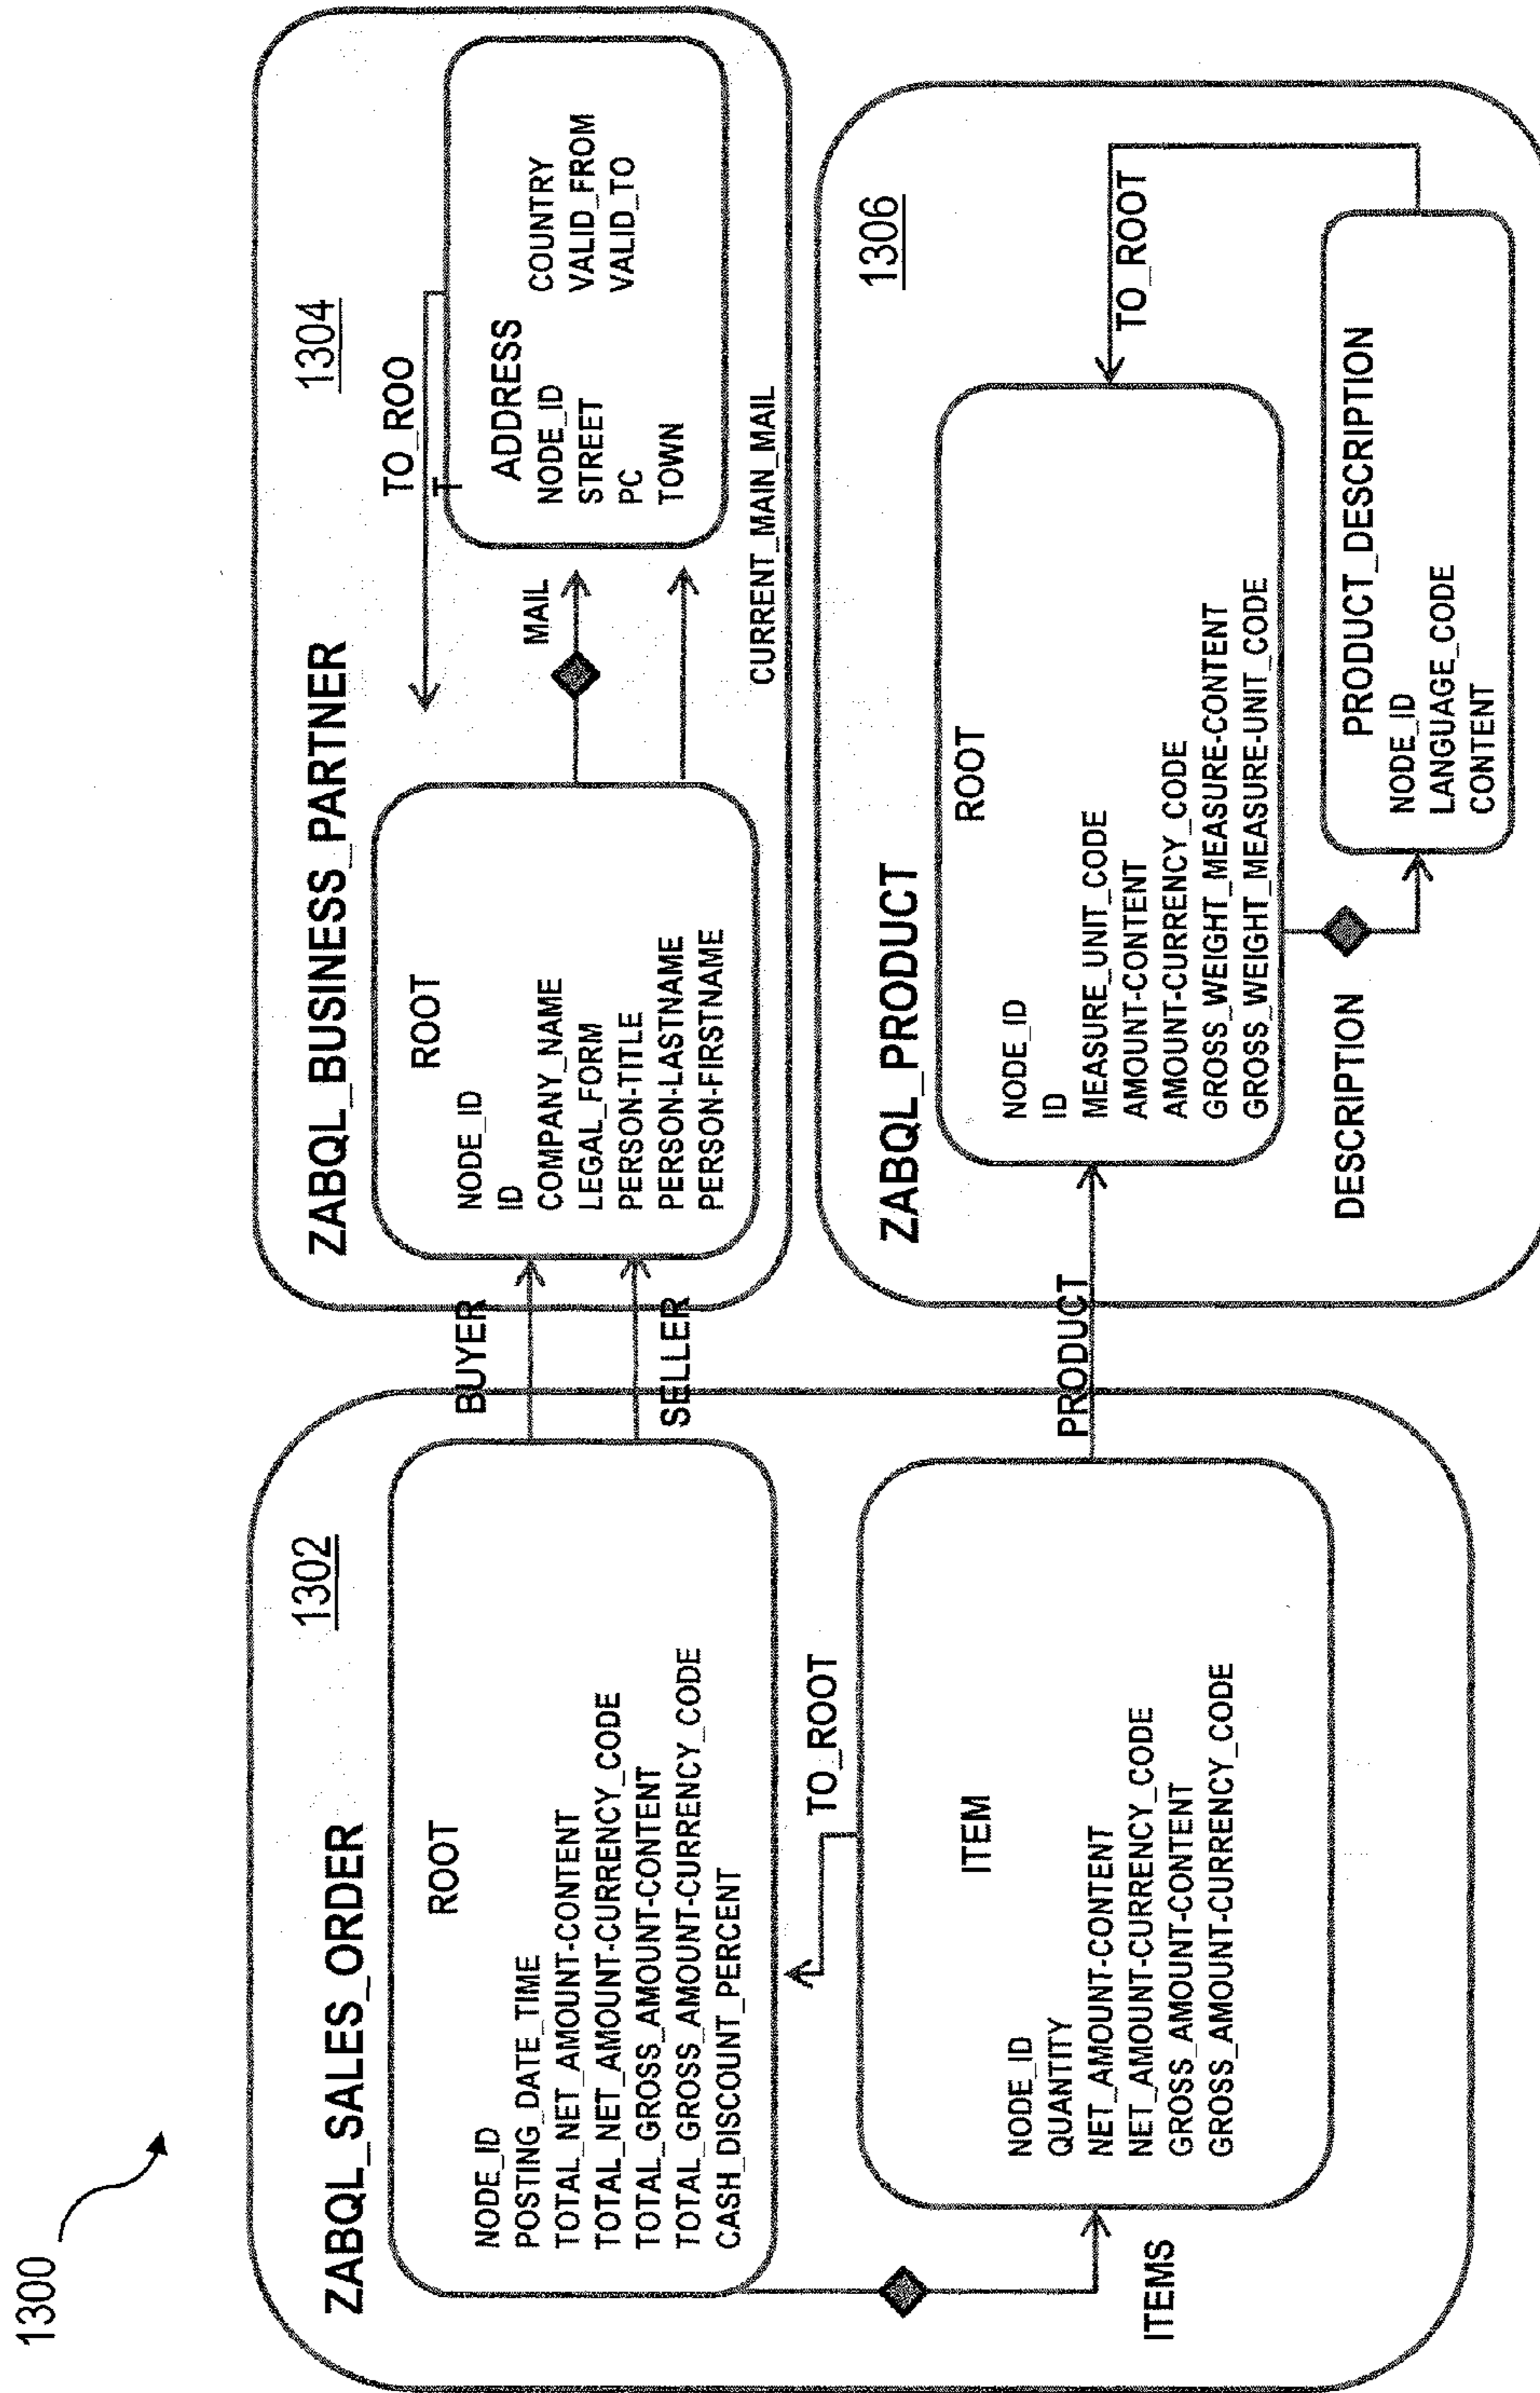 1300
ZABQL_SALES_ORDER
1302
ROOT
NODE_ID
POSTING_DATE_TIME
TOTAL_NET_AMOUNT-CONTENT
TOTAL_NET_AMOUNT-CURRENCY_CODE
TOTAL_GROSS_AMOUNT-CONTENT
TOTAL_GROSS_AMOUNT-CURRENCY_CODE
CASH_DISCOUNT_PERCENT
TO_ROOT
ITEM
NODE_ID
QUANTITY
NET_AMOUNT-CONTENT
NET_AMOUNT-CURRENCY_CODE
GROSS_AMOUNT-CONTENT
GROSS_AMOUNT-CURRENCY_CODE
ITEMS
BUYER
SELLER
PRODUCT
ZABQL_BUSINESS_PARTNER
1304
ROOT
NODE_ID
ID
COMPANY_NAME
LEGAL_FORM
PERSON-TITLE
PERSON-LASTNAME
PERSON-FIRSTNAME
TO_ROO
T
MAIL
CURRENT_MAIN_MAIL
ADDRESS
NODE_ID
STREET
PC
TOWN
COUNTRY
VALID_FROM
VALID_TO
ZABQL_PRODUCT
1306
ROOT
NODE_ID
ID
MEASURE_UNIT_CODE
AMOUNT-CONTENT
AMOUNT-CURRENCY_CODE
GROSS_WEIGHT_MEASURE-CONTENT
GROSS_WEIGHT_MEASURE-UNIT_CODE
TO_ROOT
DESCRIPTION
PRODUCT_DESCRIPTION
NODE_ID
LANGUAGE_CODE
CONTENT